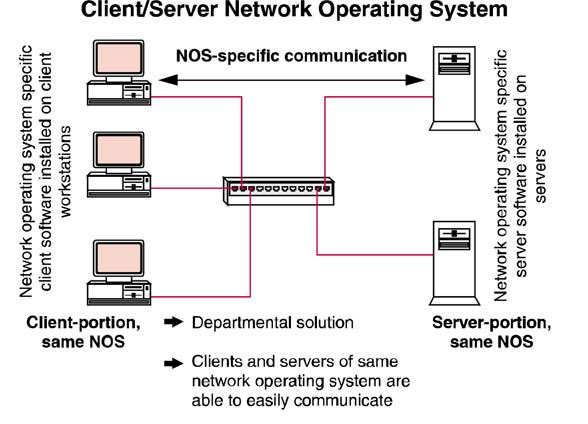 Client/Server Network Operating System
NOS-specific communication
Network operating system specific
client software installed on client
workstations
Network operating system specific
server software installed on
servers
Client-portion,
same NOS
Departmental solution
Clients and servers of same
network operating system are
able to easily communicate
Server-portion,
same NOS